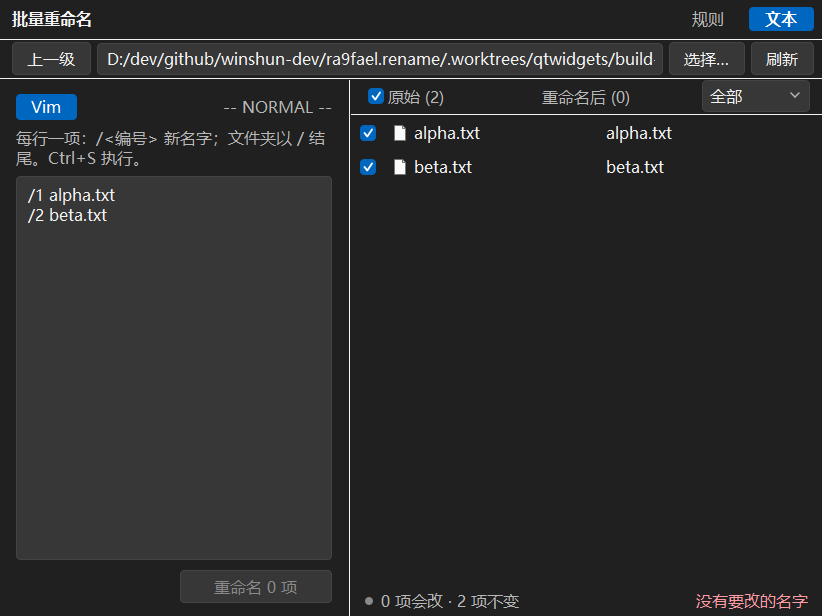 批量重命名 规则 文本
上一级 D:/dev/github/winshun-dev/ra9fael.rename/.worktrees/qtwidgets/build- 选择... 刷新
Vim -- NORMAL --
每行一项：/<编号> 新名字；文件夹以 / 结
尾。Ctrl+S 执行。
/1 alpha.txt
/2 beta.txt
重命名 0 项
原始 (2) 重命名后 (0) 全部
alpha.txt alpha.txt
beta.txt beta.txt
0 项会改 · 2 项不变 没有要改的名字